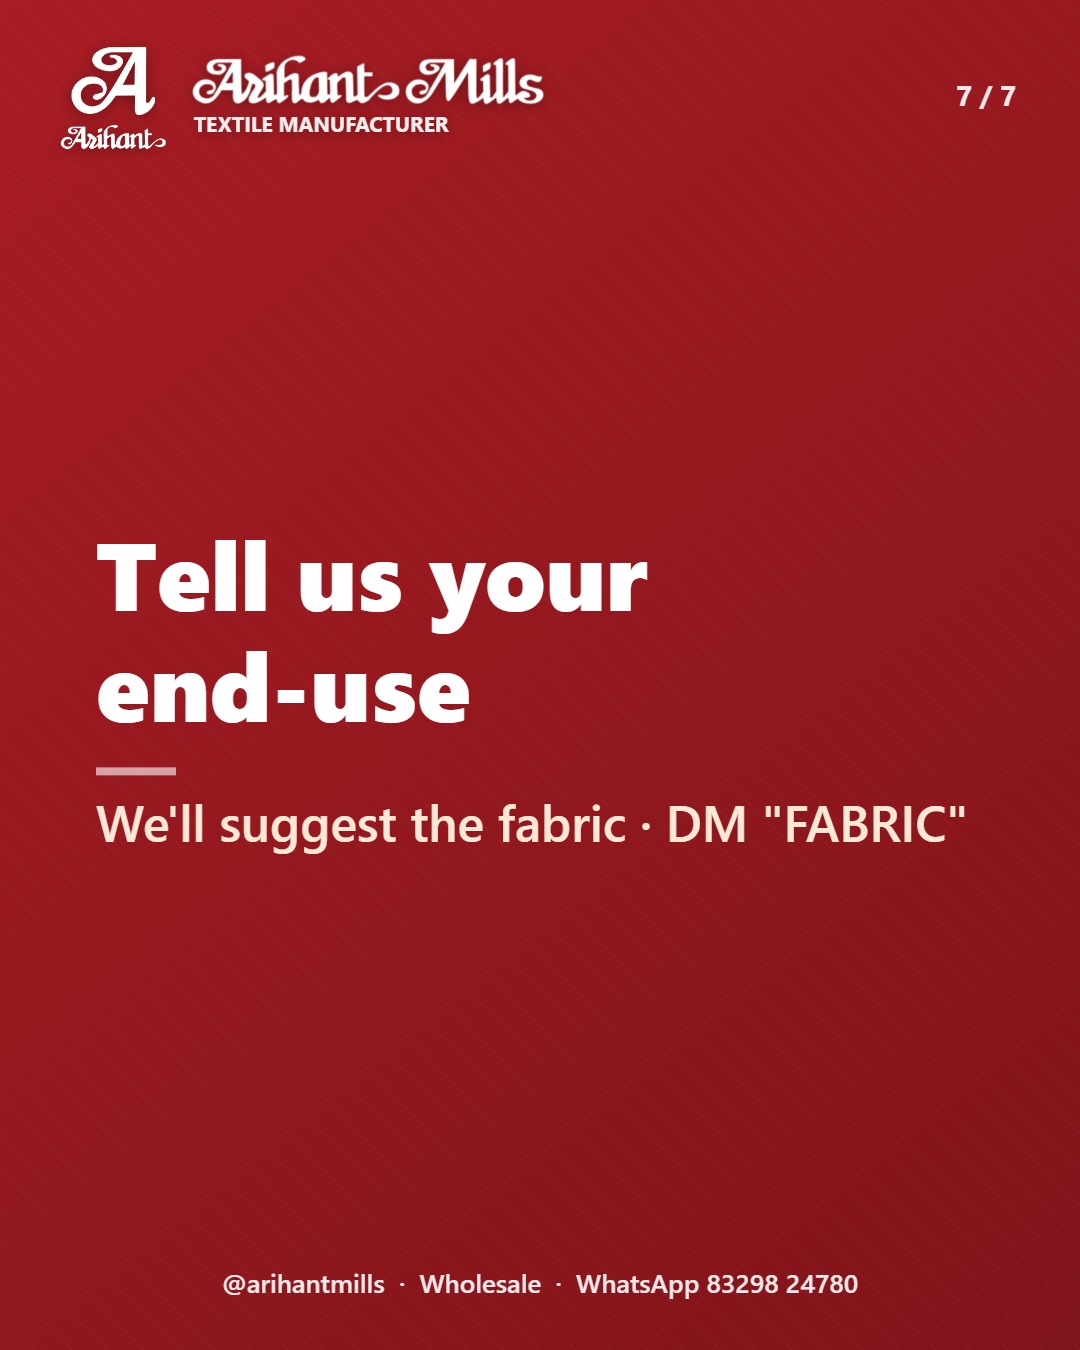 A
Arihant
Arihant Mills
TEXTILE MANUFACTURER
7 / 7
Tell us your
end-use
We'll suggest the fabric · DM "FABRIC"
@arihantmills · Wholesale · WhatsApp 83298 24780